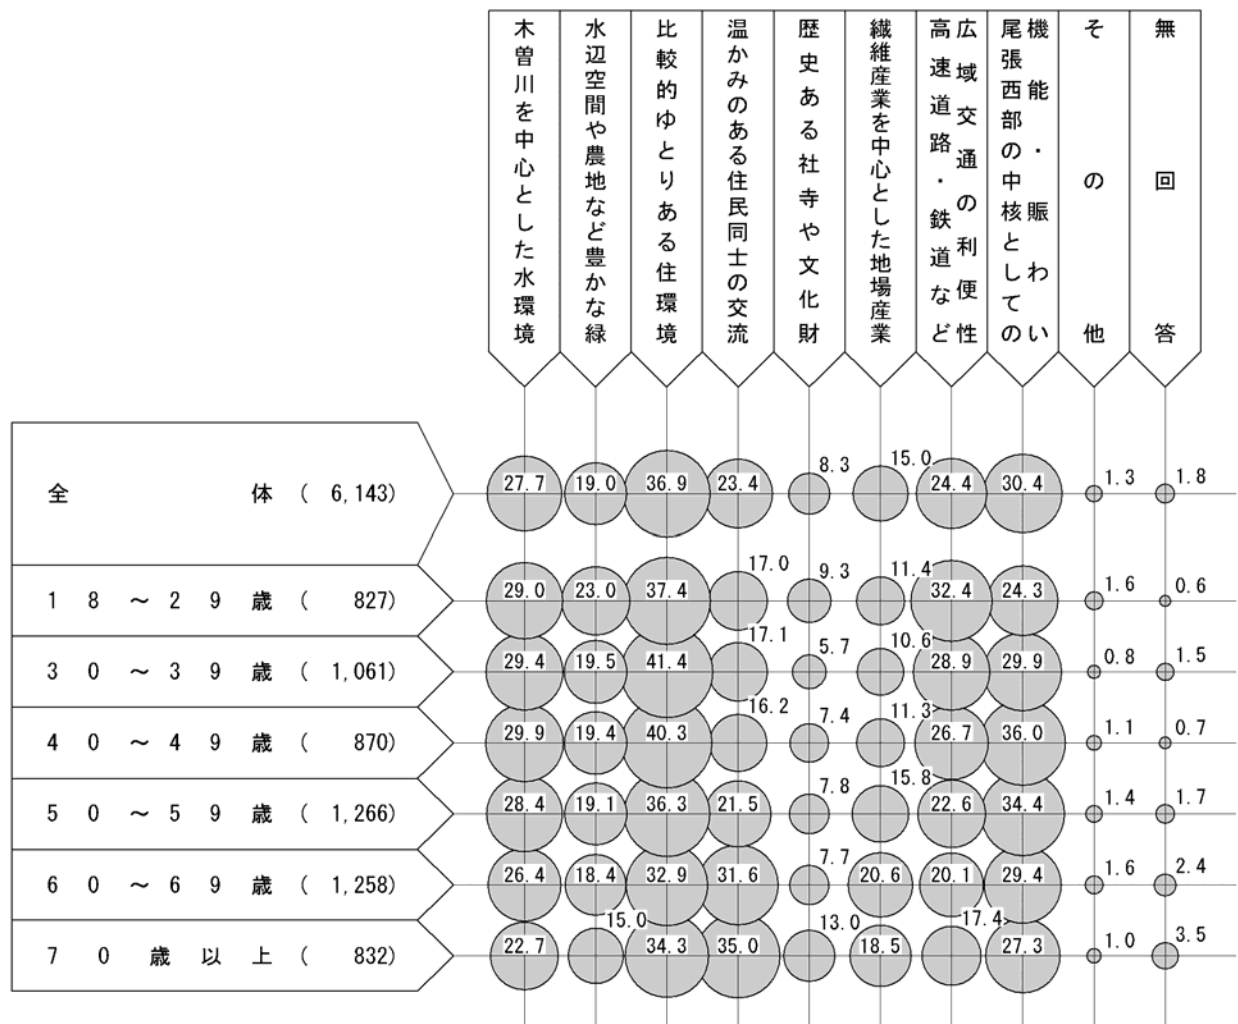 木曽川を中心とした水環境
水辺空間や農地など豊かな緑
比較的ゆとりある住環境
温かみのある住民同士の交流
歴史ある社寺や文化財
繊維産業を中心とした地場産業
広域交通の利便性
高速道路・鉄道など
尾張西部の中核としての
機能・賑わい
その他
無回答
全体(6,143) 27.7 19.0 36.9 23.4 8.3 15.0 24.4 30.4 1.3 1.8
18～29歳(827) 29.0 23.0 37.4 17.0 9.3 11.4 32.4 24.3 1.6 0.6
30～39歳(1,061) 29.4 19.5 41.4 17.1 5.7 10.6 28.9 29.9 0.8 1.5
40～49歳(870) 29.9 19.4 40.3 16.2 7.4 11.3 26.7 36.0 1.1 0.7
50～59歳(1,266) 28.4 19.1 36.3 21.5 7.8 15.8 22.6 34.4 1.4 1.7
60～69歳(1,258) 26.4 18.4 32.9 31.6 7.7 20.6 20.1 29.4 1.6 2.4
70歳以上(832) 22.7 15.0 34.3 35.0 13.0 18.5 17.4 27.3 1.0 3.5